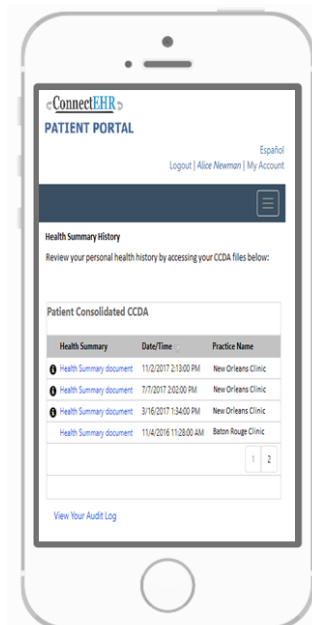 ConnectEHR
PATIENT PORTAL
Español
Logout | Alice Newman | My Account
Health Summary History
Review your personal health history by accessing your CCDA files below:
Patient Consolidated CCDA
Health Summary Date/Time Practice Name
Health Summary document 11/2/2017 2:13:00 PM New Orleans Clinic
Health Summary document 7/7/2017 2:02:00 PM New Orleans Clinic
Health Summary document 3/16/2017 1:34:00 PM New Orleans Clinic
Health Summary document 11/4/2016 11:28:00 AM Baton Rouge Clinic
1 2
View Your Audit Log